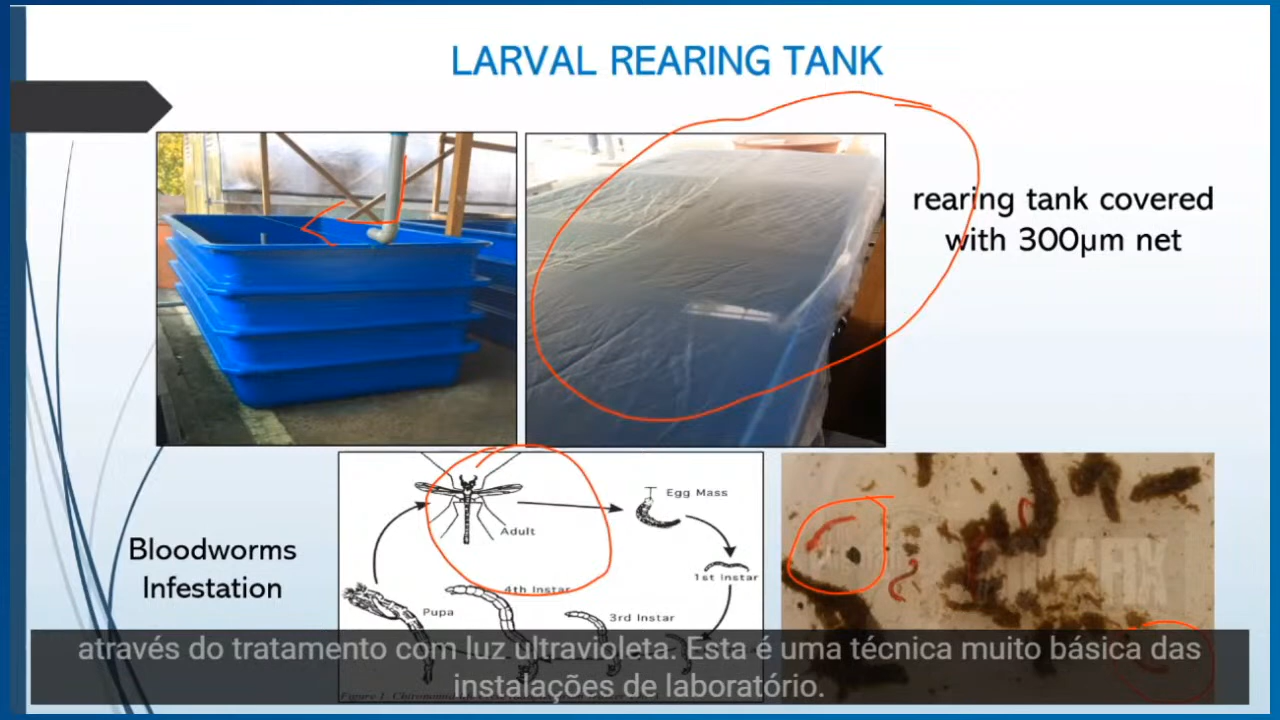 LARVAL REARING TANK
rearing tank covered
with 300µm net
Bloodworms
Infestation
Egg Mass
Adult
1st Instar
4th Instar
3rd Instar
Pupa
através do tratamento com luz ultravioleta. Esta é uma técnica muito básica das
instalações de laboratório.